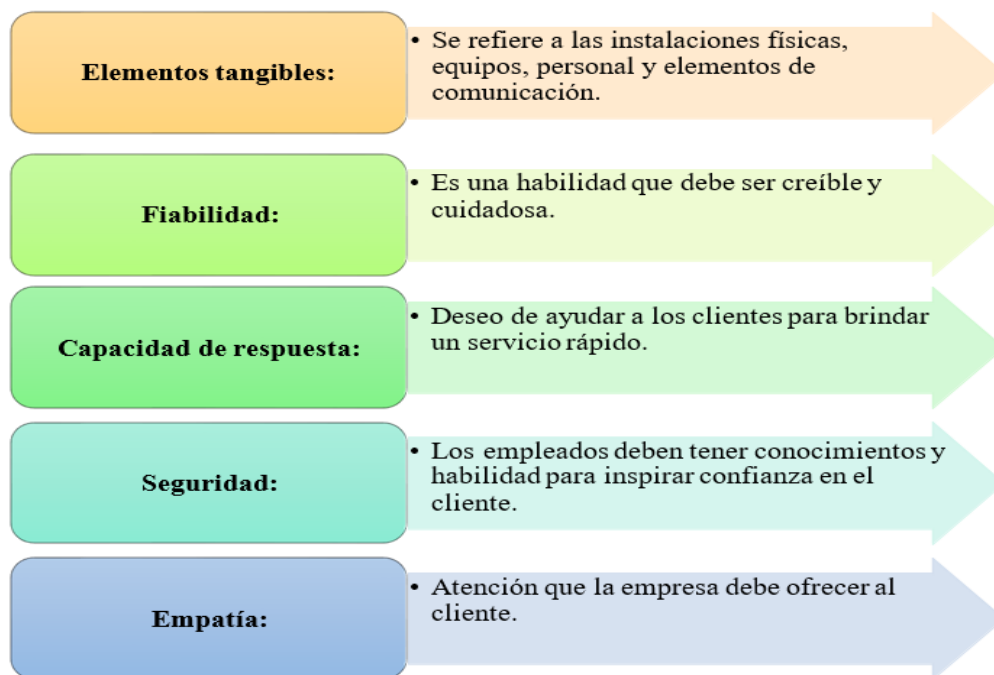 Elementos tangibles:
• Se refiere a las instalaciones físicas,
equipos, personal y elementos de
comunicación.
Fiabilidad:
• Es una habilidad que debe ser creíble y
cuidadosa.
Capacidad de respuesta:
• Deseo de ayudar a los clientes para brindar
un servicio rápido.
Seguridad:
• Los empleados deben tener conocimientos y
habilidad para inspirar confianza en el
cliente.
Empatía:
• Atención que la empresa debe ofrecer al
cliente.